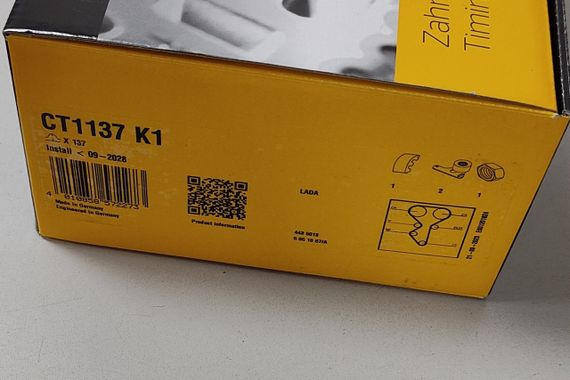 Zahn
Timin
CT1137 K1
X 137
Install < 09-2028
Made in Germany
Engineered in Germany
Product information
LADA
1
2
1